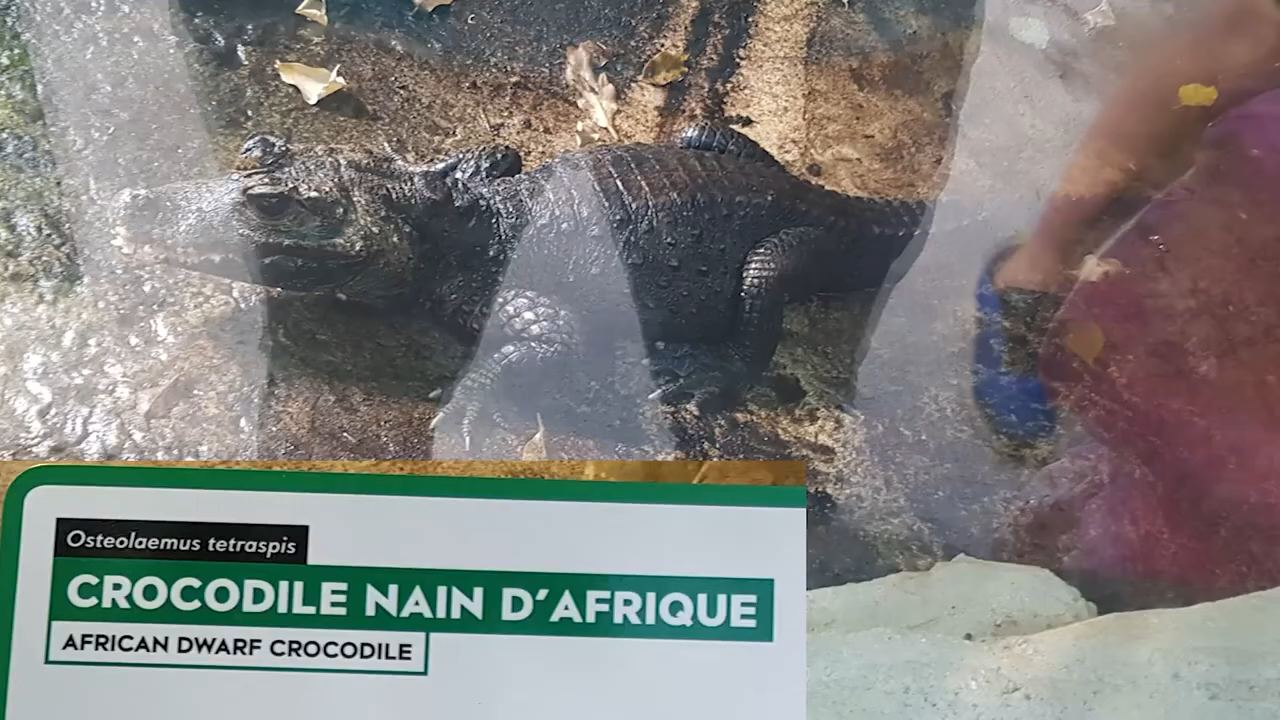 Osteolaemus tetraspis
CROCODILE NAIN D'AFRIQUE
AFRICAN DWARF CROCODILE